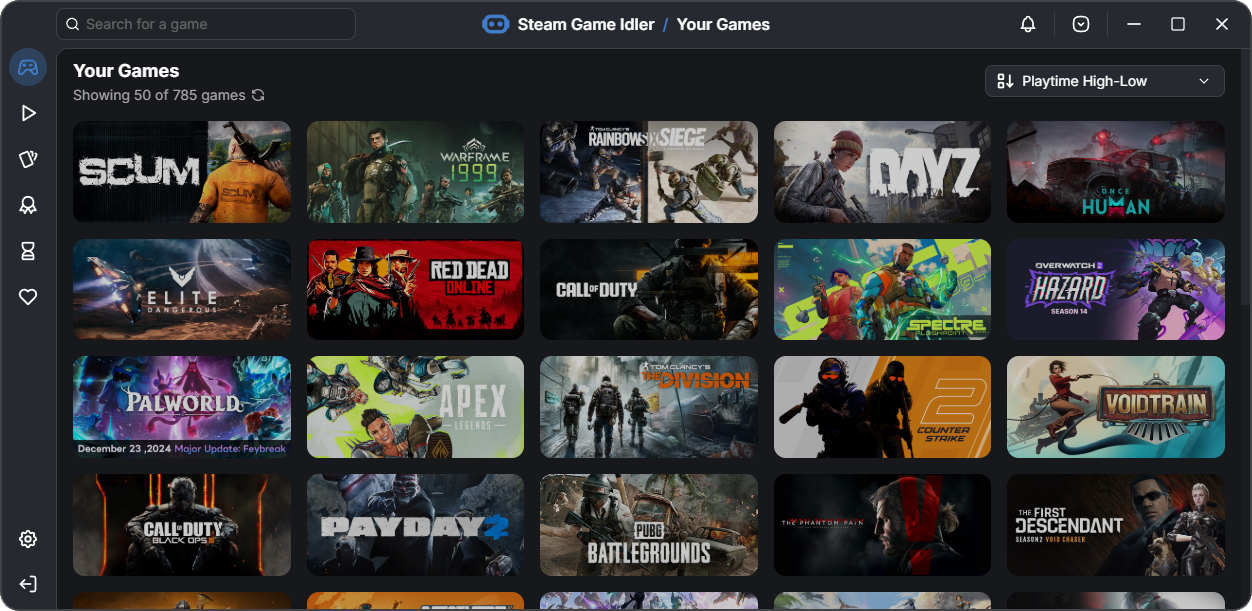 Search for a game
Steam Game Idler / Your Games
Your Games
Showing 50 of 785 games
Playtime High-Low
SCUM
SCUM
WARFRAME
1999
TOM CLANCY'S
RAINBOW SIX SIEGE
DAYZ
ONCE
HUMAN
ELITE
DANGEROUS
RED DEAD
ONLINE
CALL OF DUTY
SPECTRE
OVERWATCH 2
HAZARD
SEASON 14
PALWORLD
December 23 ,2024 Major Update: Feybreak
APEX
LEGENDS
TOM CLANCY'S
THE DIVISION
2
COUNTER
STRIKE
VOIDTRAIN
CALL OF DUTY
BLACK OPS III
PAYDAY 2
PUBG
BATTLEGROUNDS
THE PHANTOM PAIN
THE FIRST
DESCENDANT
SEASON 2 VOID CHASER